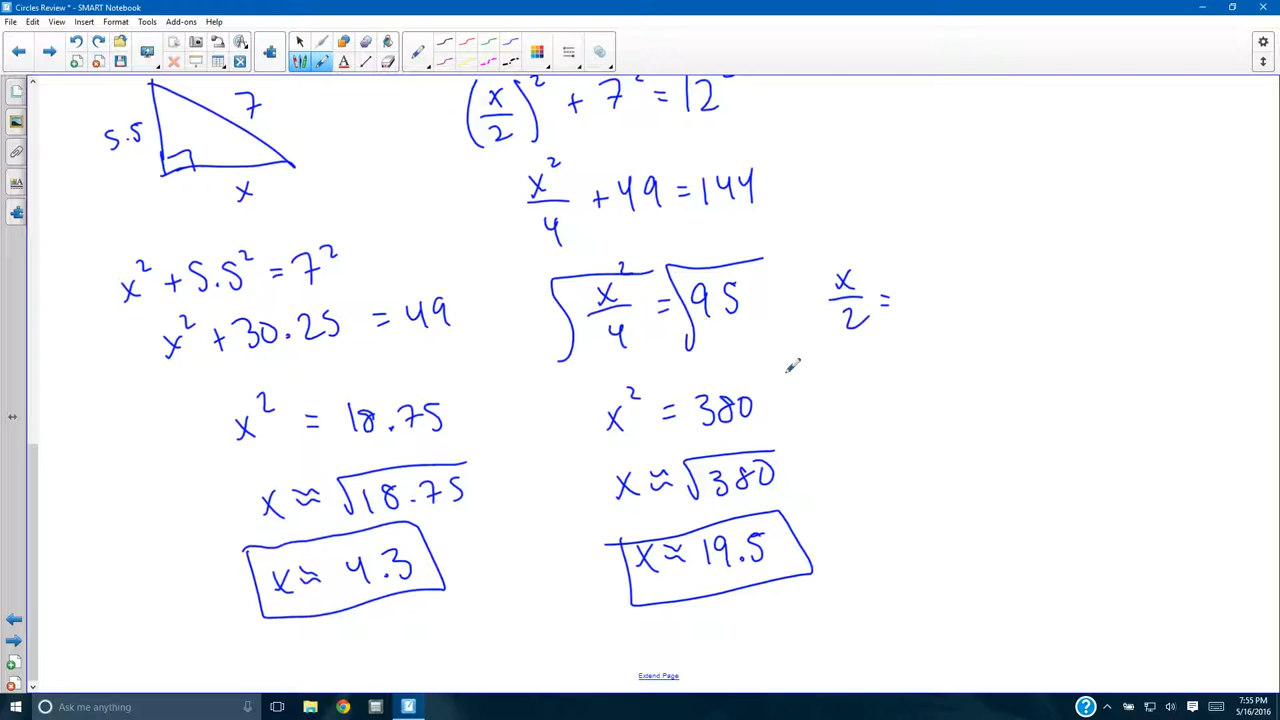 Circles Review * - SMART Notebook
File Edit View Insert Format Tools Add-ons Help
7
5.5
x
x² + 5.5² = 7²
x² + 30.25 = 49
x² = 18.75
x ≈ √18.75
x ≈ 4.3
(x/2)² + 7² = 12²
x²/4 + 49 = 144
√x²/4 = √95
x² = 380
x ≈ √380
x ≈ 19.5
x/2 =
Extend Page
Ask me anything
7:55 PM
5/16/2016